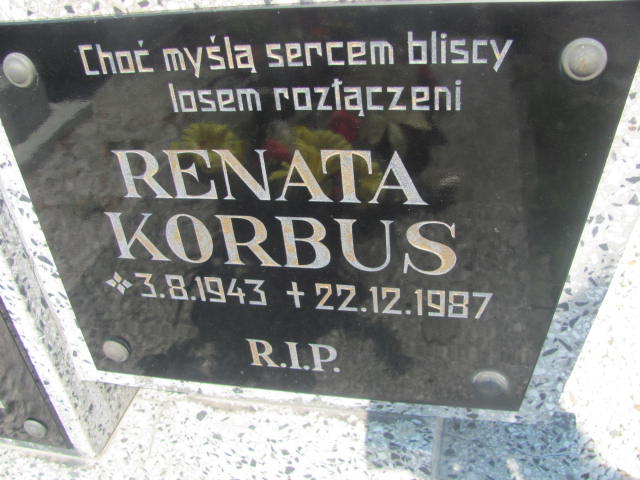 Choć myślą sercem bliscy
losem rozłączeni
RENATA
KORBUS
3.8.1943 + 22.12.1987
R.I.P.